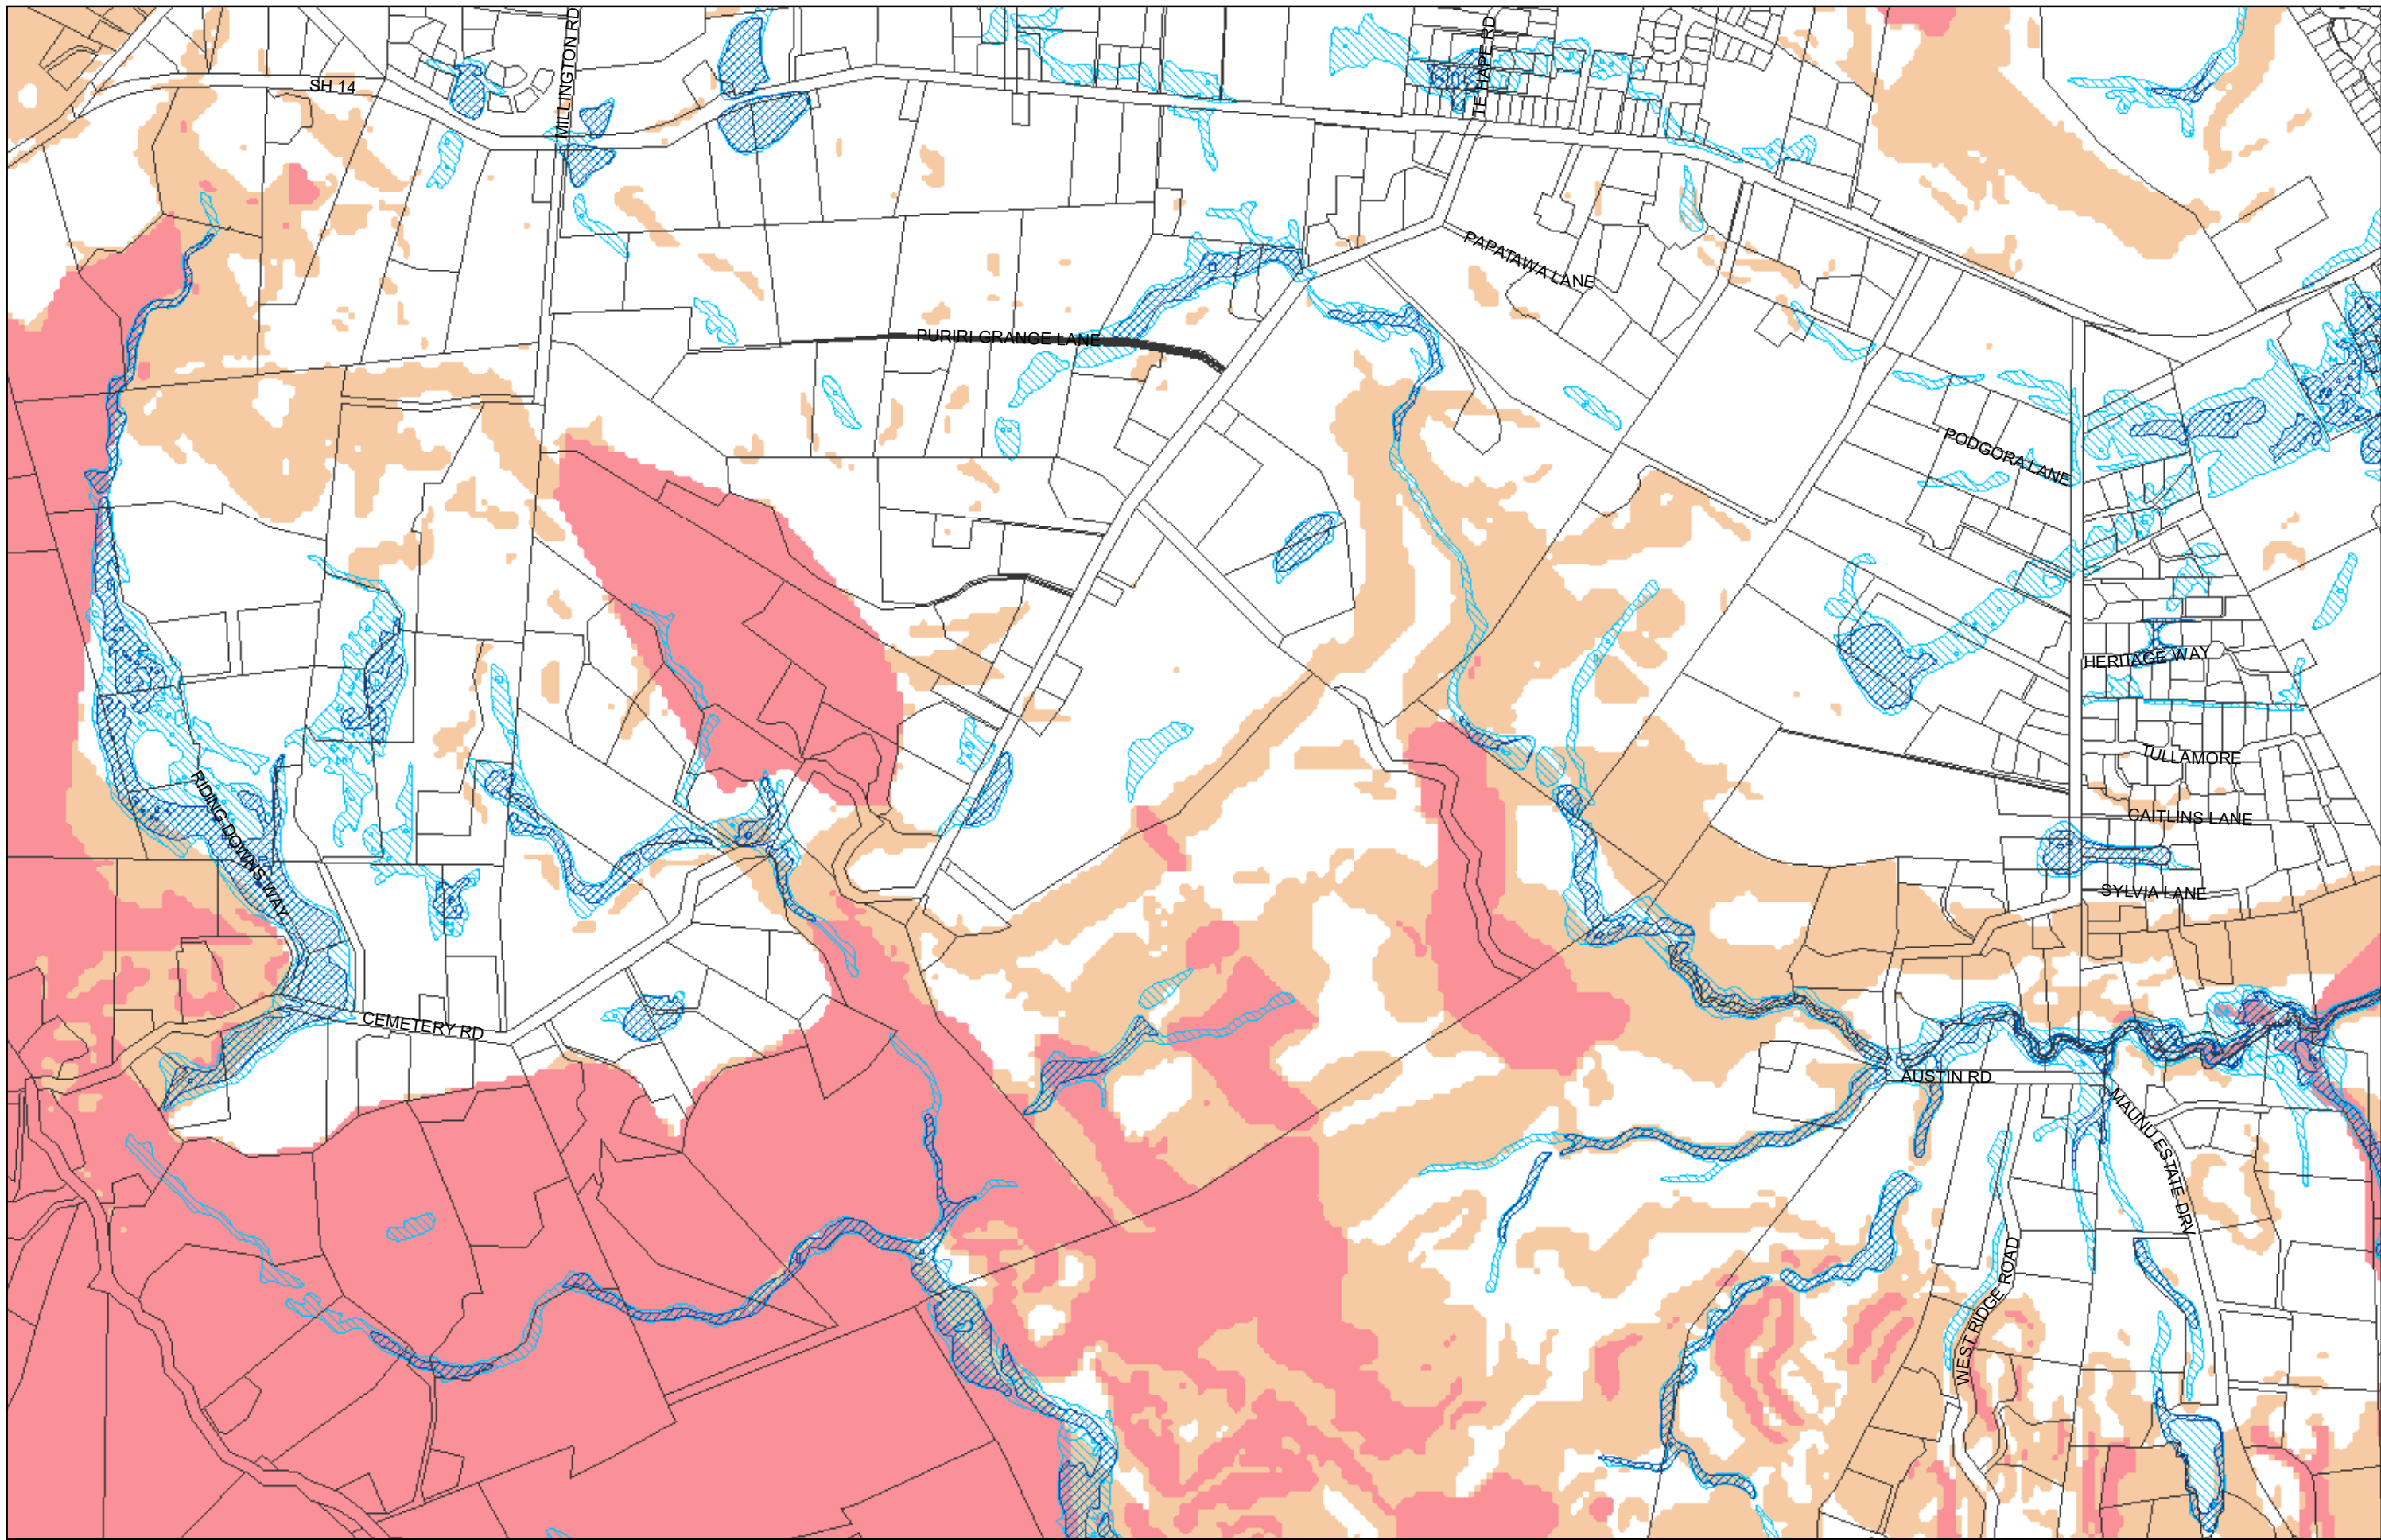 SH 14
MILLINGTON RD
TE HAPE RD
PAPATAWA LANE
PURIRI GRANGE LANE
PODGORA LANE
HERITAGE WAY
TULLAMORE
CAITLINS LANE
SYLVIA LANE
RIDING DOWNS WAY
CEMETERY RD
AUSTIN RD
MAUNU ESTATE DRV
WEST RIDGE ROAD